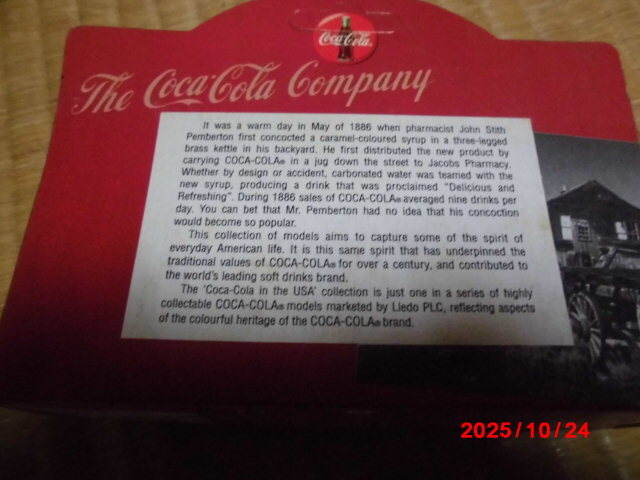 Coca-Cola
The Coca-Cola Company
It was a warm day in May of 1886 when pharmacist John Stith
Pemberton first concocted a caramel-coloured syrup in a three-legged
brass kettle in his backyard. He first distributed the new product by
carrying COCA-COLA® in a jug down the street to Jacobs Pharmacy.
Whether by design or accident, carbonated water was teamed with the
new syrup, producing a drink that was proclaimed "Delicious and
Refreshing". During 1886 sales of COCA-COLA® averaged nine drinks per
day. You can bet that Mr. Pemberton had no idea that his concoction
would become so popular.
This collection of models aims to capture some of the spirit of
everyday American life. It is this same spirit that has underpinned the
traditional values of COCA-COLA® for over a century, and contributed to
the world's leading soft drinks brand.
The 'Coca-Cola in the USA' collection is just one in a series of highly
collectable COCA-COLA® models marketed by Lledo PLC, reflecting aspects
of the colourful heritage of the COCA-COLA® brand.
2025/10/24